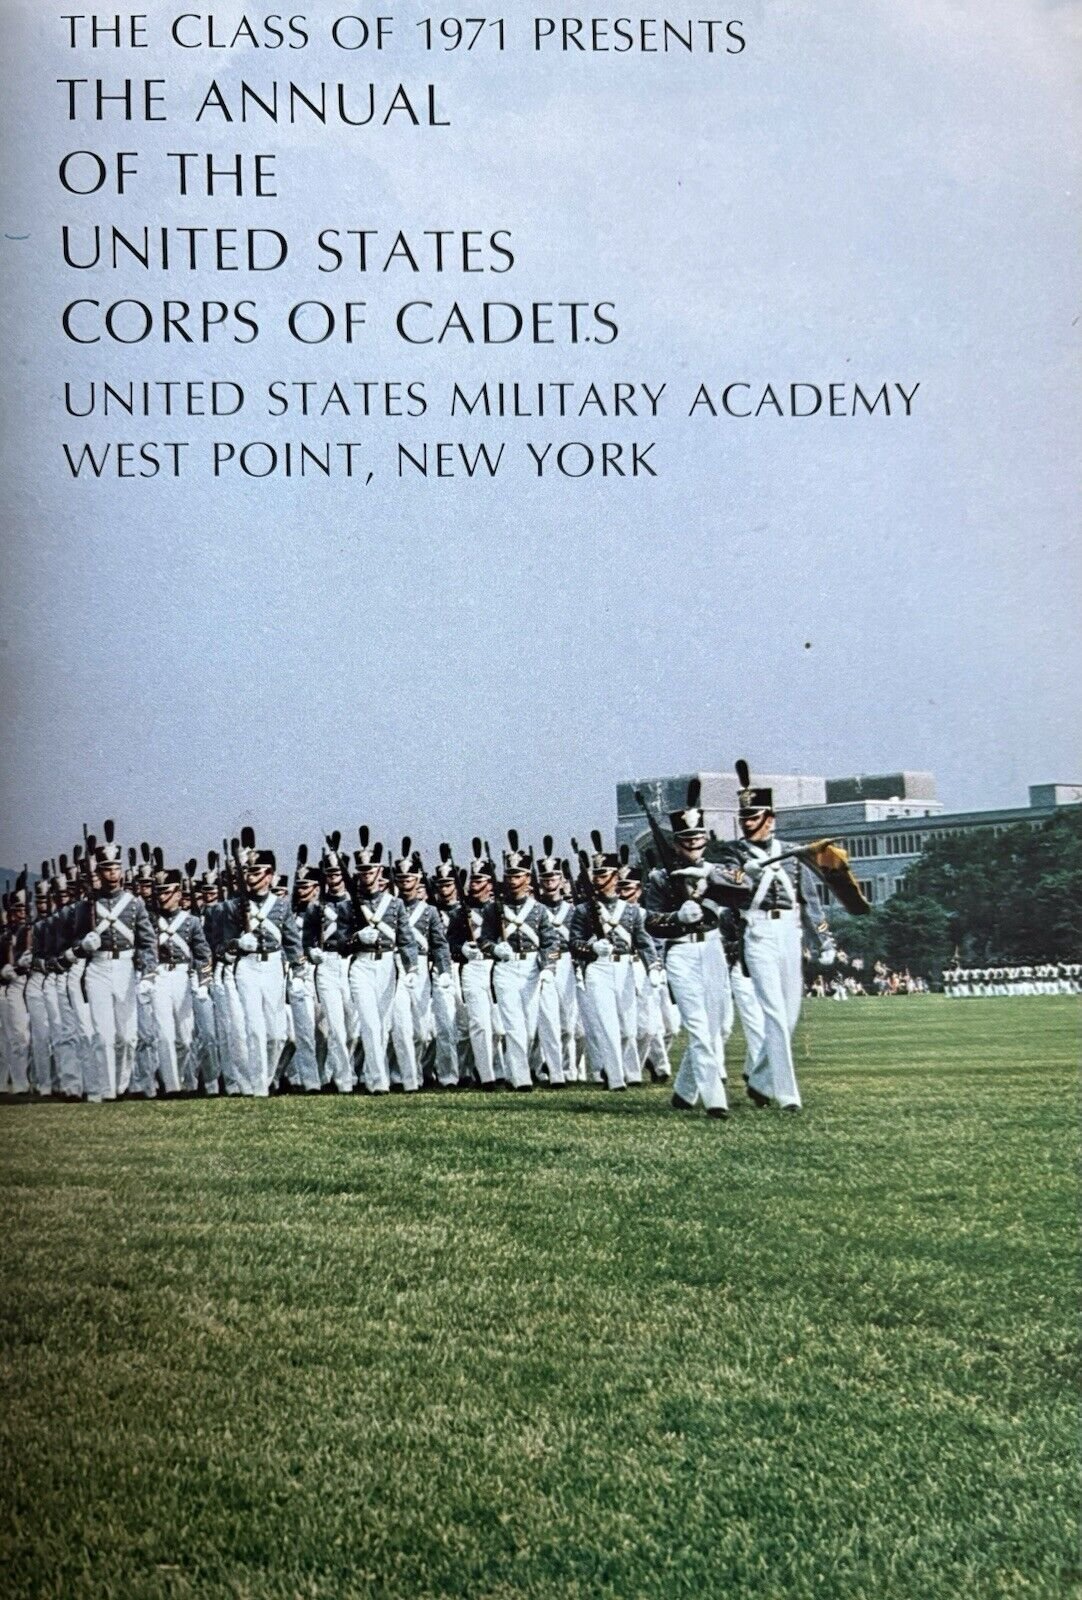 THE CLASS OF 1971 PRESENTS
THE ANNUAL
OF THE
UNITED STATES
CORPS OF CADETS
UNITED STATES MILITARY ACADEMY
WEST POINT, NEW YORK